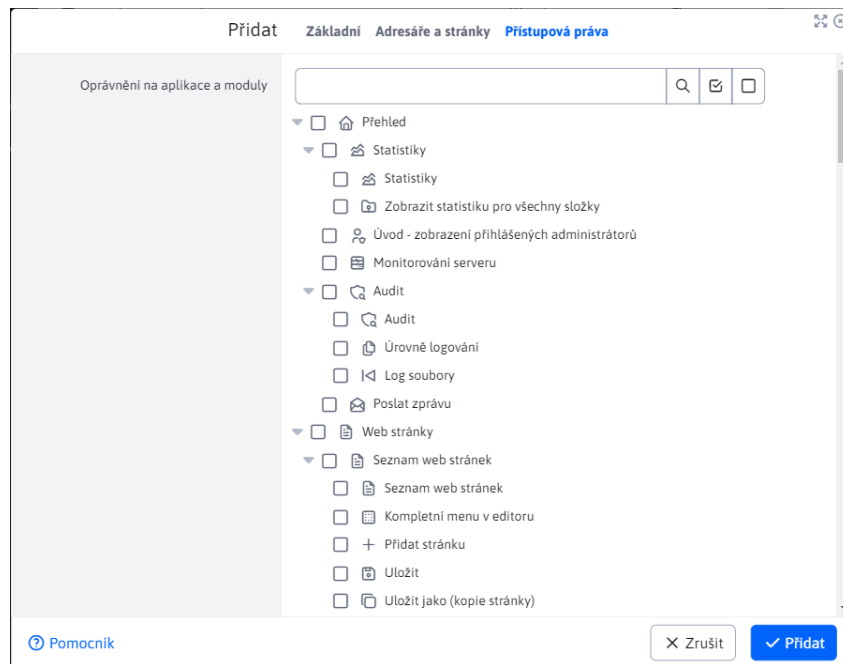 Přidat Základní Adresáře a stránky Přístupová práva
Oprávnění na aplikace a moduly
Přehled
Statistiky
Statistiky
Zobrazit statistiku pro všechny složky
Úvod - zobrazení přihlášených administrátorů
Monitorování serveru
Audit
Audit
Úrovně logování
Log soubory
Poslat zprávu
Web stránky
Seznam web stránek
Seznam web stránek
Kompletní menu v editoru
Přidat stránku
Uložit
Uložit jako (kopie stránky)
Pomocník Zrušit Přidat